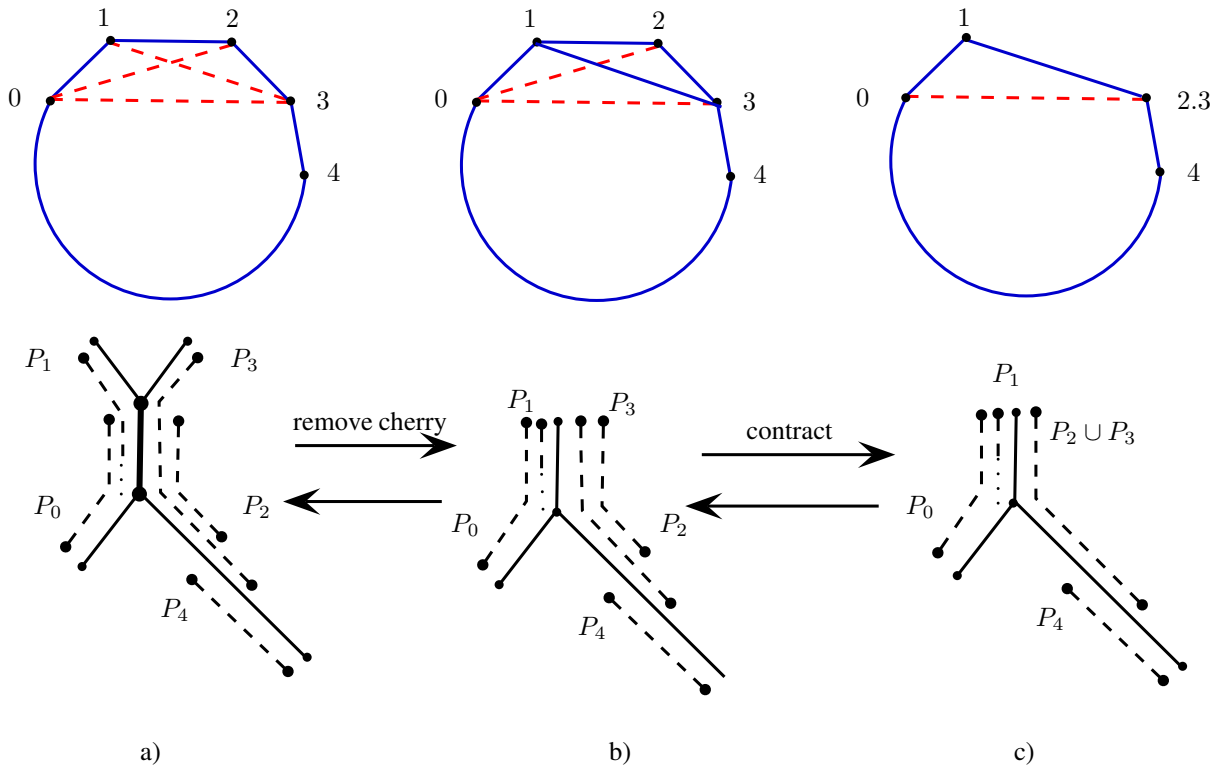 1 2
0 3
4
1 2
0 3
4
1
0 2.3
4
P₁ P₃
P₀ P₂
P₄
remove cherry
P₁ P₃
P₀ P₂
P₄
contract
P₁
P₂ ∪ P₃
P₀
P₄
a) b) c)